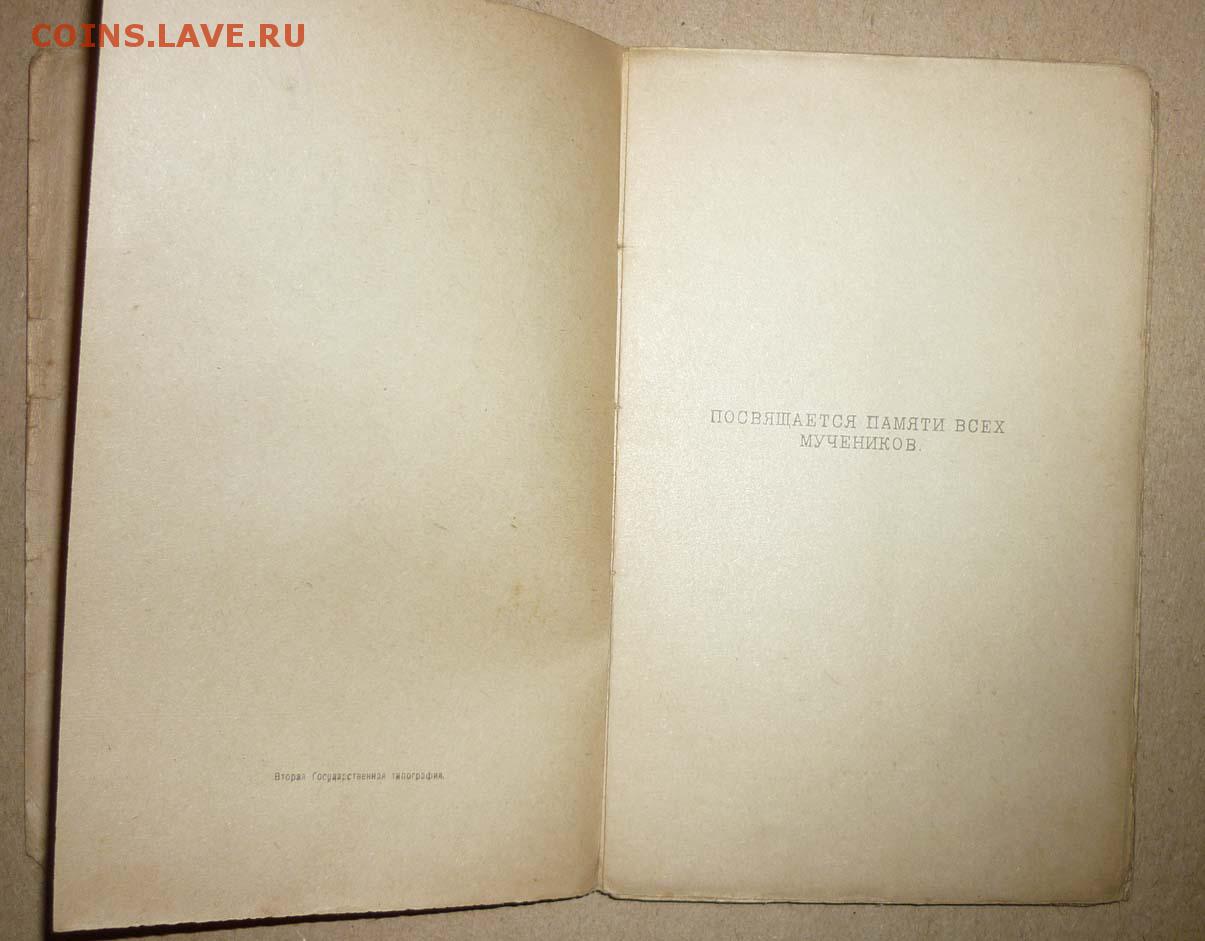 COINS.LAVE.RU
Вторая Государственная типография.
ПОСВЯЩАЕТСЯ ПАМЯТИ ВСЕХ
МУЧЕНИКОВ.